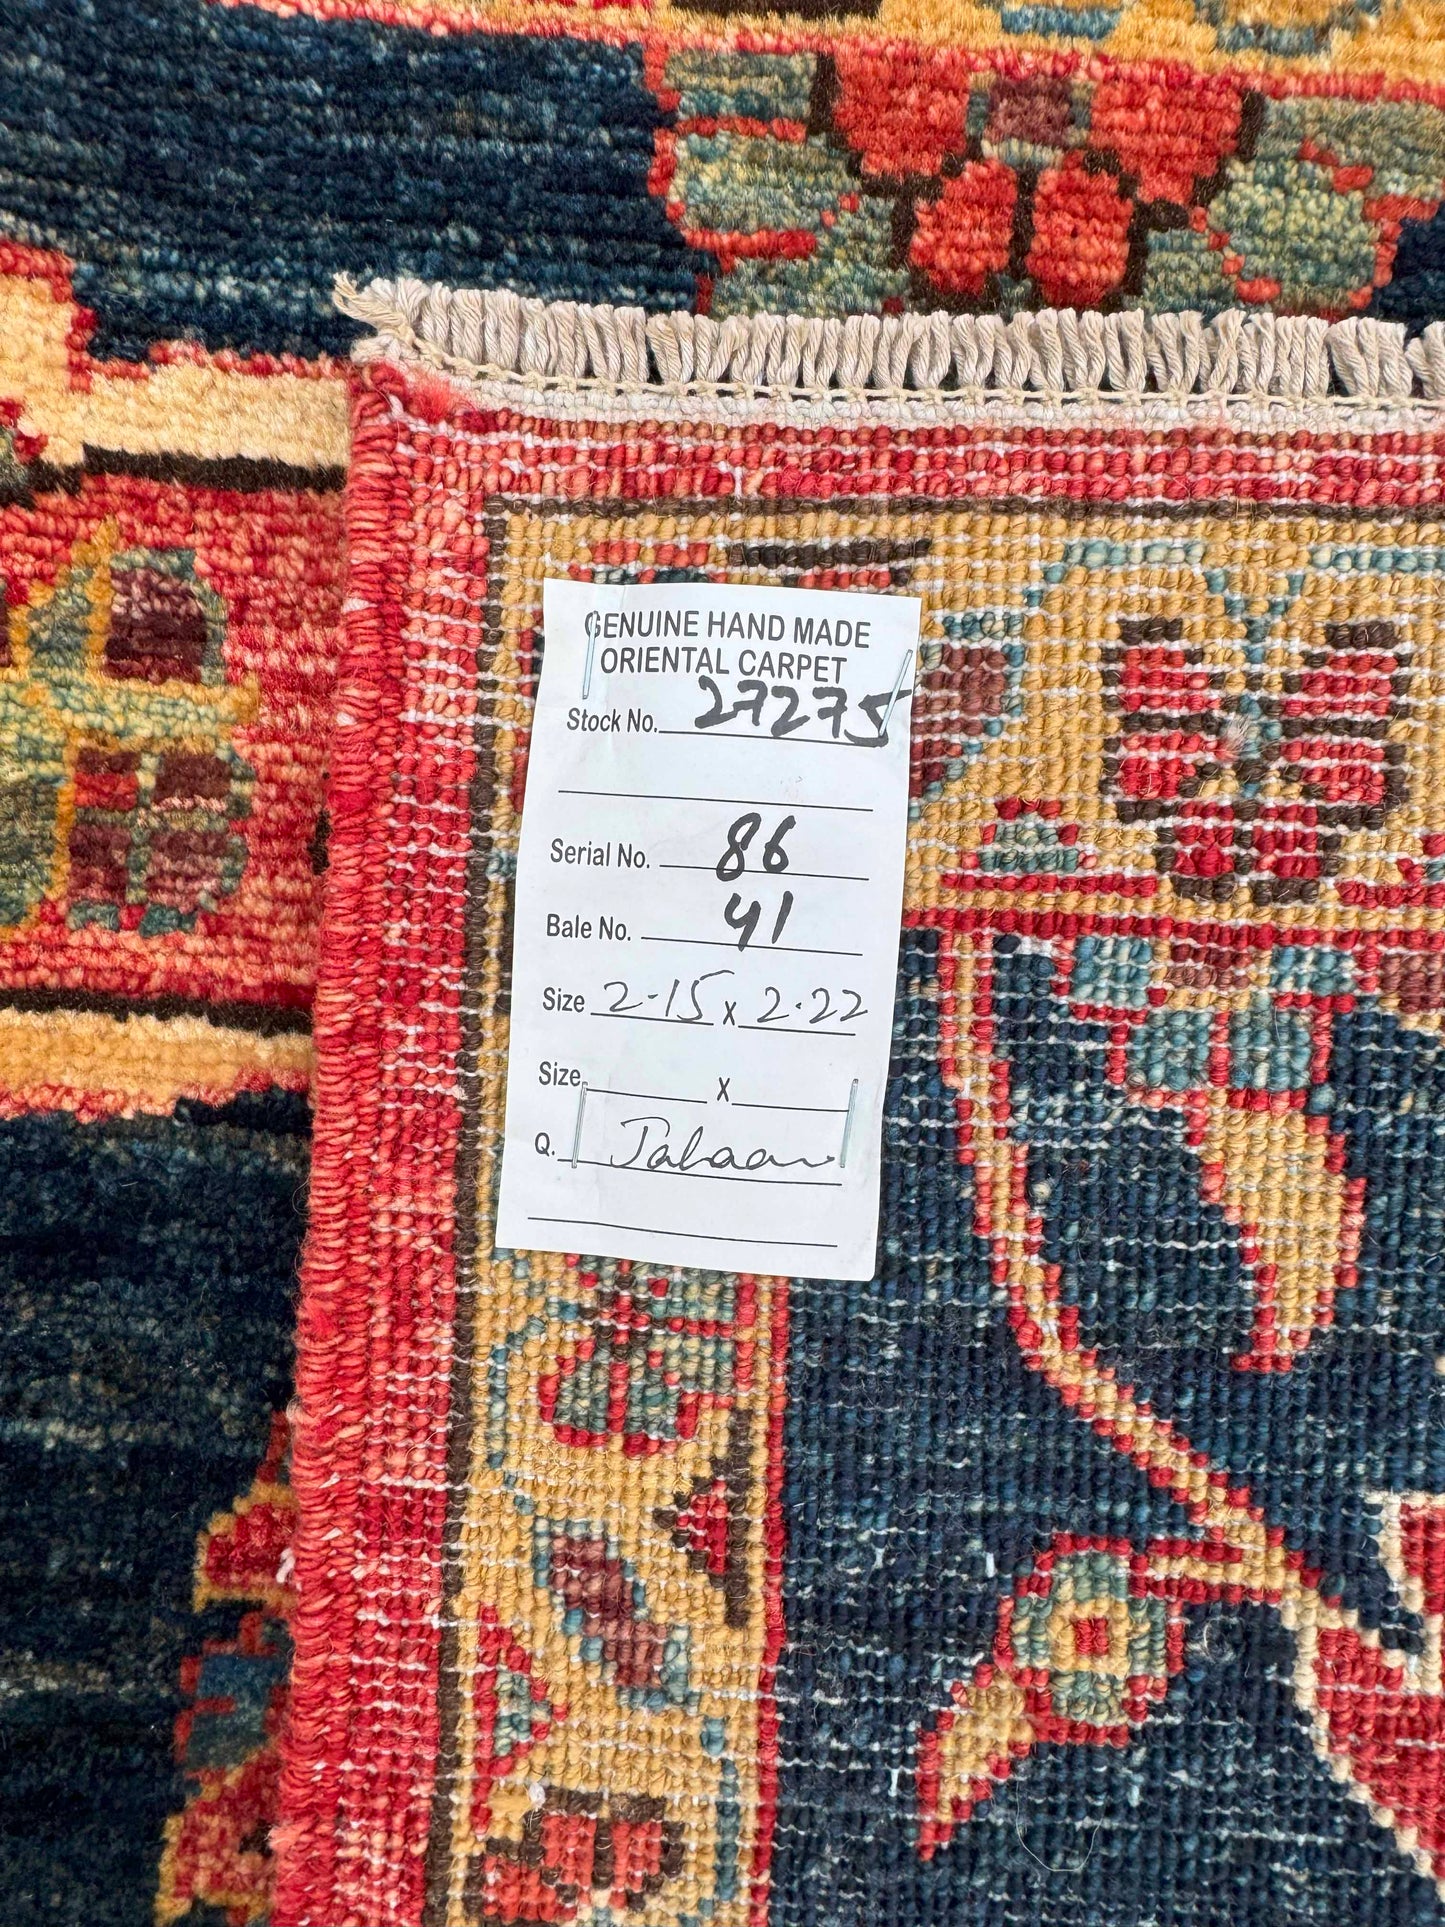 GENUINE HAND MADE
ORIENTAL CARPET
Stock No. 27275
Serial No. 86
Bale No. 41
Size 2.15 x 2.22
Size x
Q.